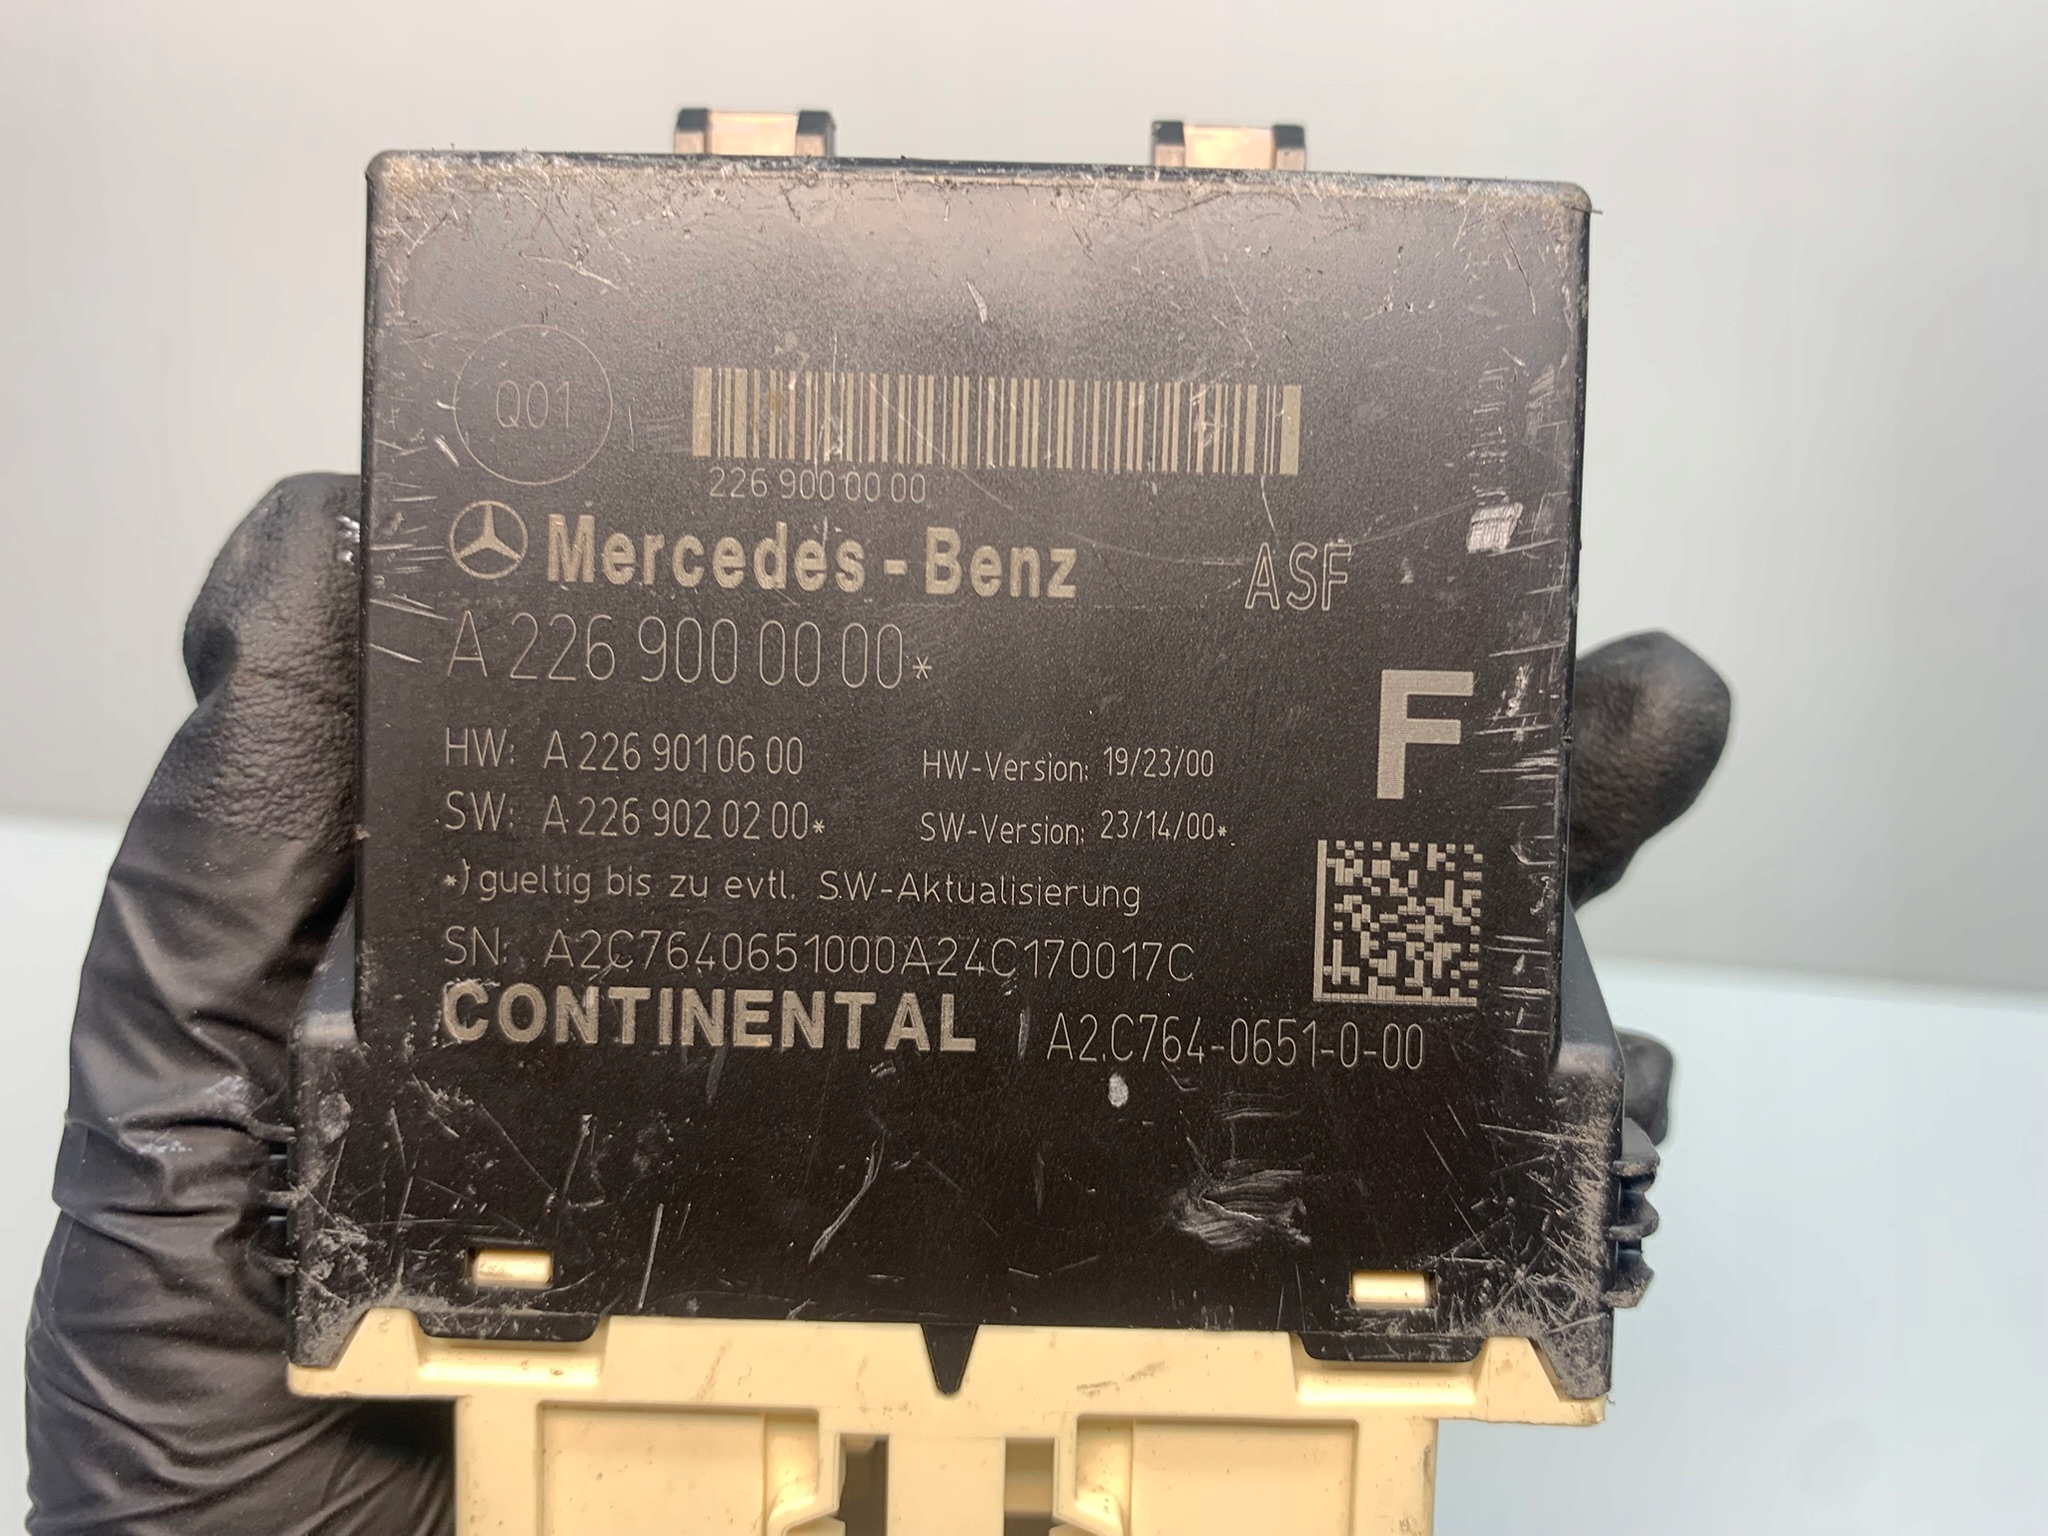 Q01
226 900 00 00
Mercedes-Benz
ASF
A 226 900 00 00*
F
HW: A 226 901 06 00 HW-Version: 19/23/00
SW: A 226 902 02 00* SW-Version: 23/14/00*
*) gueltig bis zu evtl. SW-Aktualisierung
SN: A2C7640651000A24C170017C
CONTINENTAL A2.C764-0651-0-00